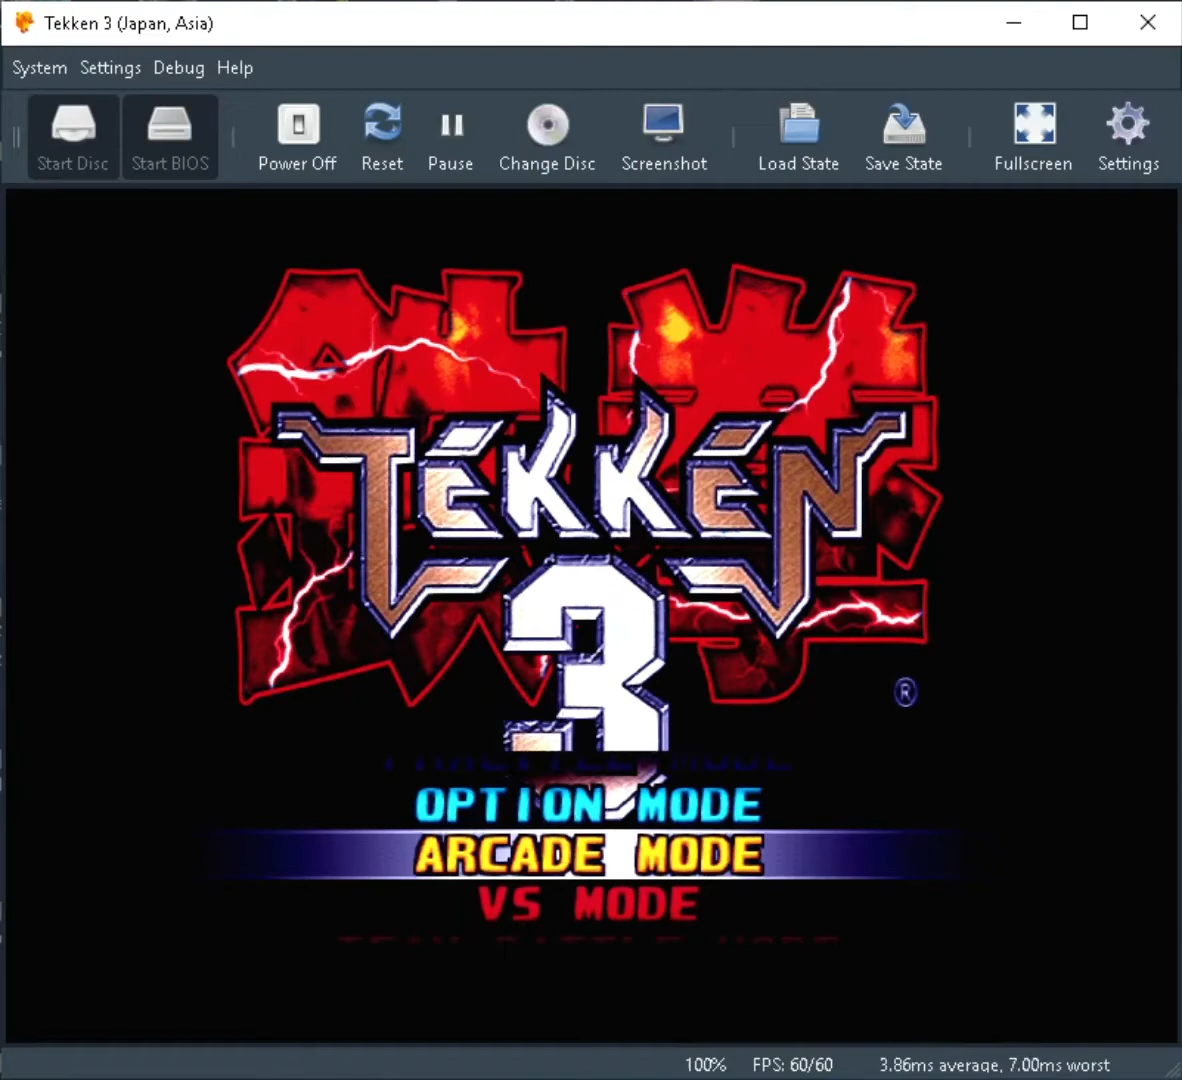 Tekken 3 (Japan, Asia)
System Settings Debug Help
Start Disc Start BIOS Power Off Reset Pause Change Disc Screenshot Load State Save State Fullscreen Settings
鉄拳
TEKKEN
3
®
OPTION MODE
ARCADE MODE
VS MODE
100% FPS: 60/60 3.86ms average, 7.00ms worst